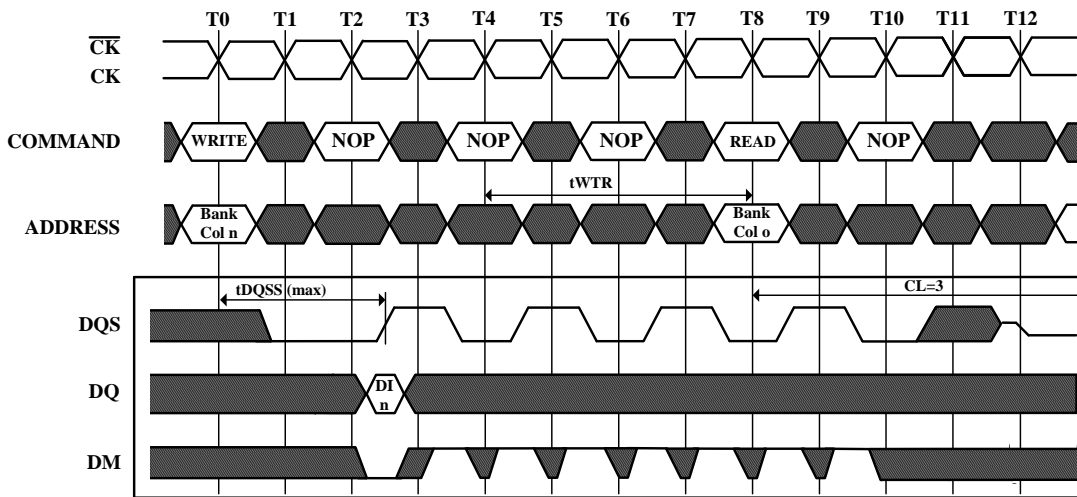 T0 T1 T2 T3 T4 T5 T6 T7 T8 T9 T10 T11 T12
CK
CK
COMMAND WRITE NOP NOP NOP READ NOP
tWTR
ADDRESS Bank Col n Bank Col o
tDQSS (max) CL=3
DQS
DQ DI n
DM